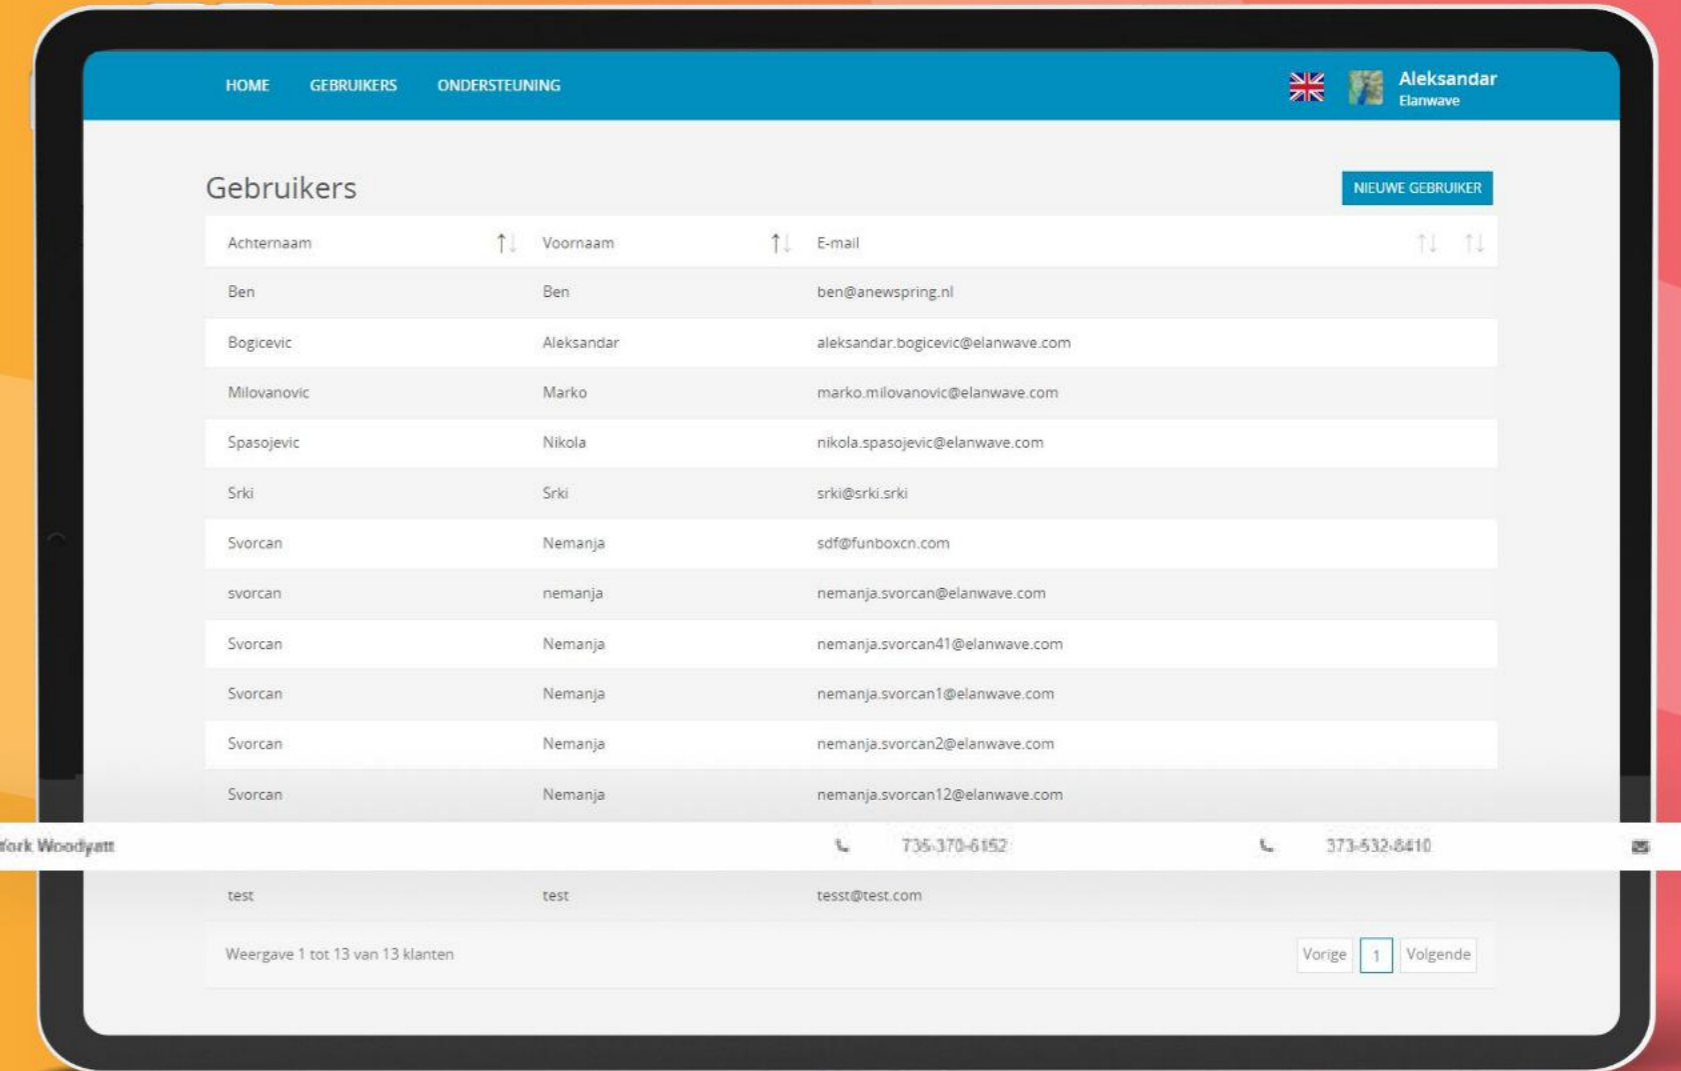 HOME GEBRUIKERS ONDERSTEUNING Aleksandar
Elanwave
Gebruikers NIEUWE GEBRUIKER
Achternaam Voornaam E-mail
Ben Ben ben@anewspring.nl
Bogicevic Aleksandar aleksandar.bogicevic@elanwave.com
Milovanovic Marko marko.milovanovic@elanwave.com
Spasojevic Nikola nikola.spasojevic@elanwave.com
Srki Srki srki@srki.srki
Svorcan Nemanja sdf@funboxcn.com
svorcan nemanja nemanja.svorcan@elanwave.com
Svorcan Nemanja nemanja.svorcan41@elanwave.com
Svorcan Nemanja nemanja.svorcan1@elanwave.com
Svorcan Nemanja nemanja.svorcan2@elanwave.com
Svorcan Nemanja nemanja.svorcan12@elanwave.com
York Woodyatt 735-370-6152 373-532-8410
test test tesst@test.com
Weergave 1 tot 13 van 13 klanten Vorige 1 Volgende